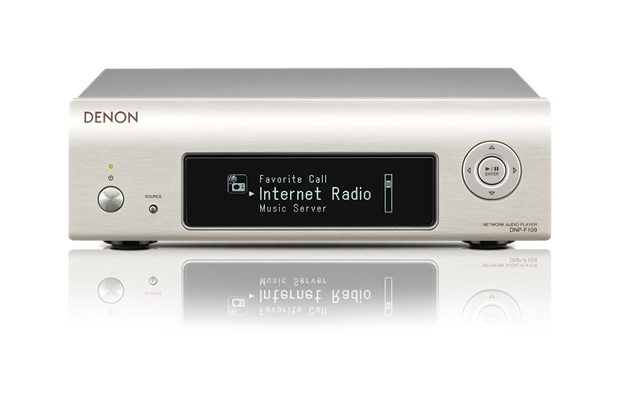 DENON
SOURCE
Favorite Call
Internet Radio
Music Server
ENTER
NETWORK AUDIO PLAYER
DNP-F109